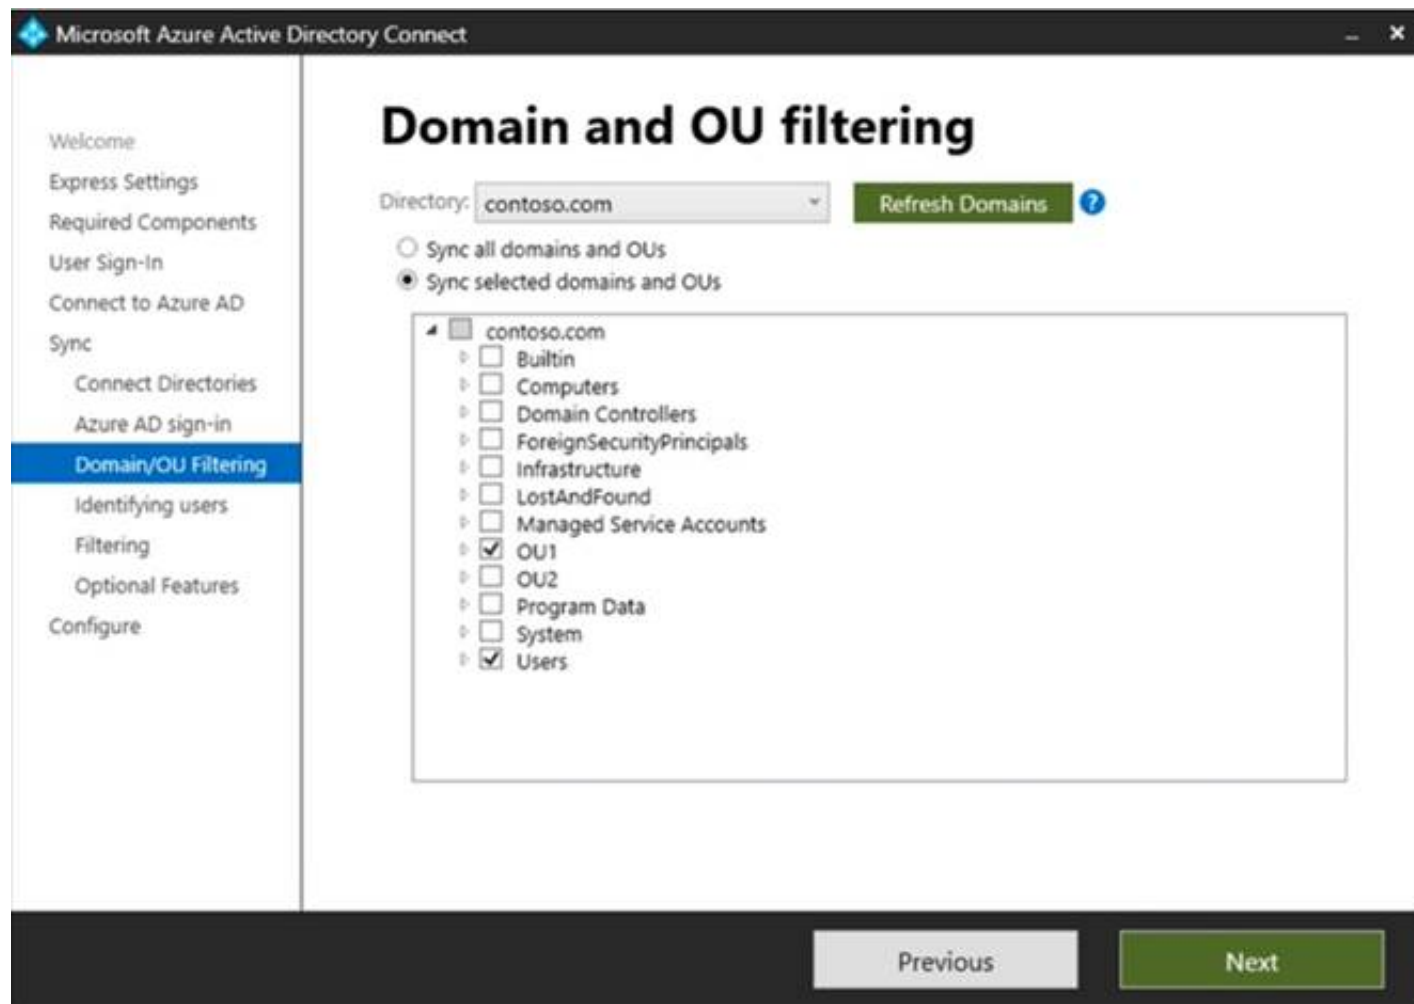 Microsoft Azure Active Directory Connect
Welcome
Express Settings
Required Components
User Sign-In
Connect to Azure AD
Sync
Connect Directories
Azure AD sign-in
Domain/OU Filtering
Identifying users
Filtering
Optional Features
Configure
Domain and OU filtering
Directory: contoso.com Refresh Domains ?
Sync all domains and OUs
Sync selected domains and OUs
contoso.com
Builtin
Computers
Domain Controllers
ForeignSecurityPrincipals
Infrastructure
LostAndFound
Managed Service Accounts
OU1
OU2
Program Data
System
Users
Previous Next